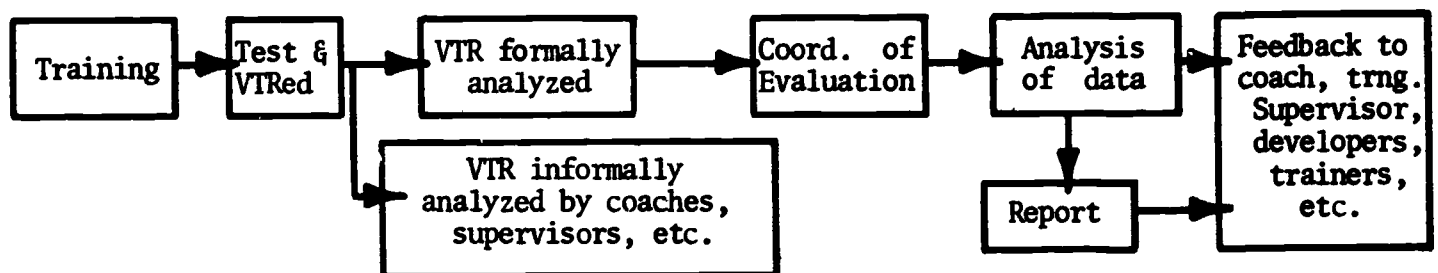 Training
Test &
VTRed
VTR formally
analyzed
Coord. of
Evaluation
Analysis
of data
Feedback to
coach, trng.
Supervisor,
developers,
trainers,
etc.
VTR informally
analyzed by coaches,
supervisors, etc.
Report